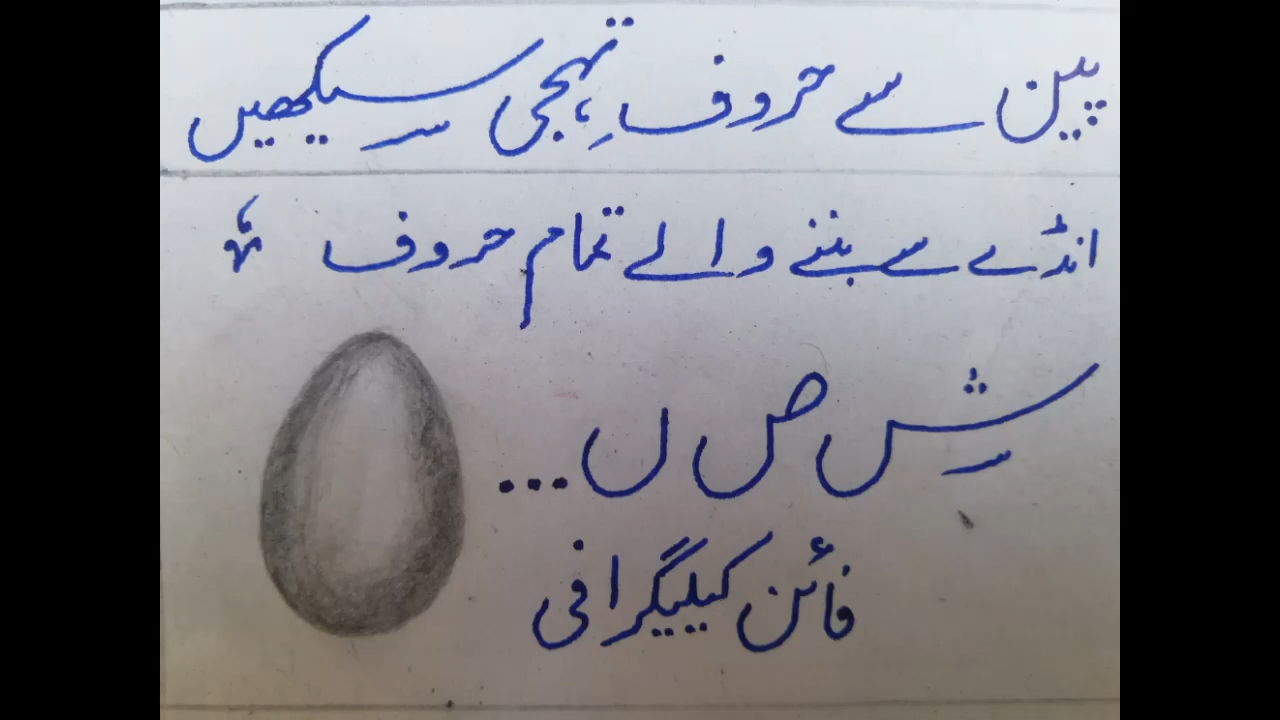 پین سے حروفِ تہجی سیکھیں
انڈے سے بننے والے تمام حروف
ش ص ں...
فائن کیلیگرافی